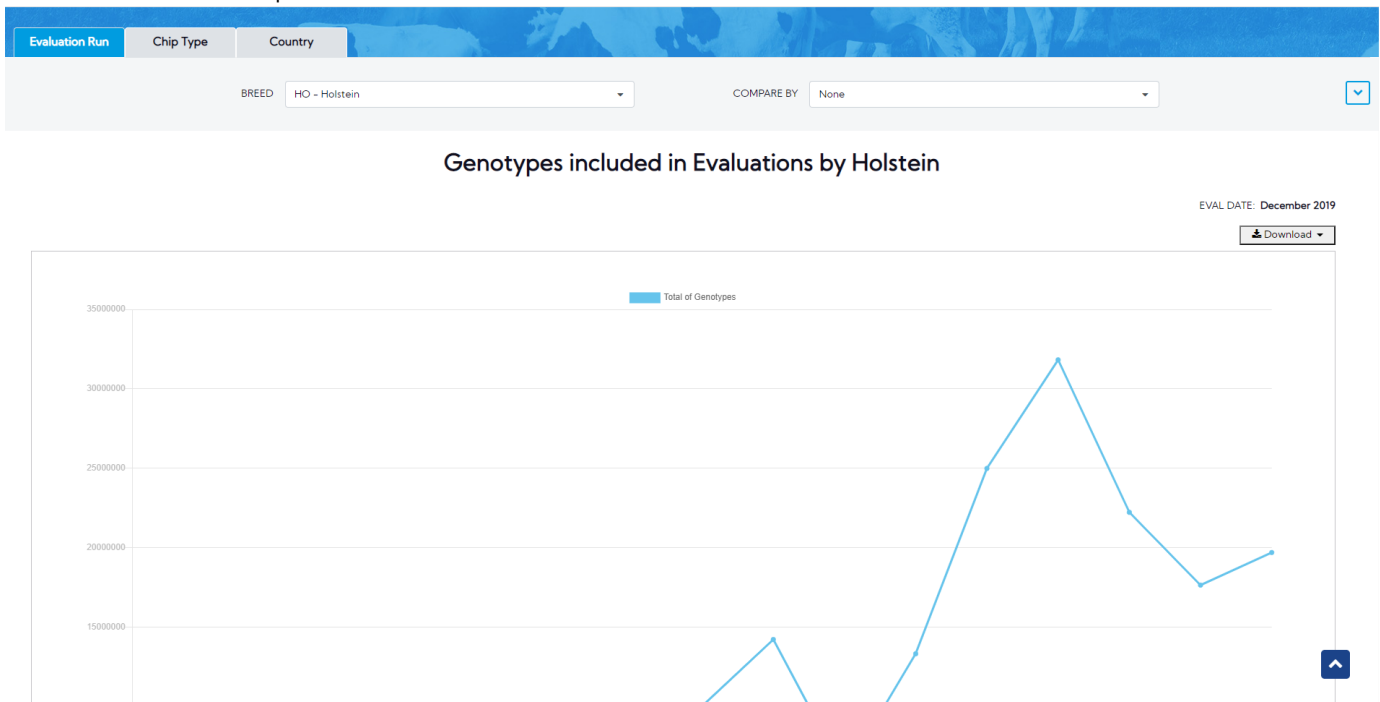 Evaluation Run Chip Type Country
BREED HO - Holstein COMPARE BY None
Genotypes included in Evaluations by Holstein
EVAL DATE: December 2019
Download
Total of Genotypes
35000000
30000000
25000000
20000000
15000000